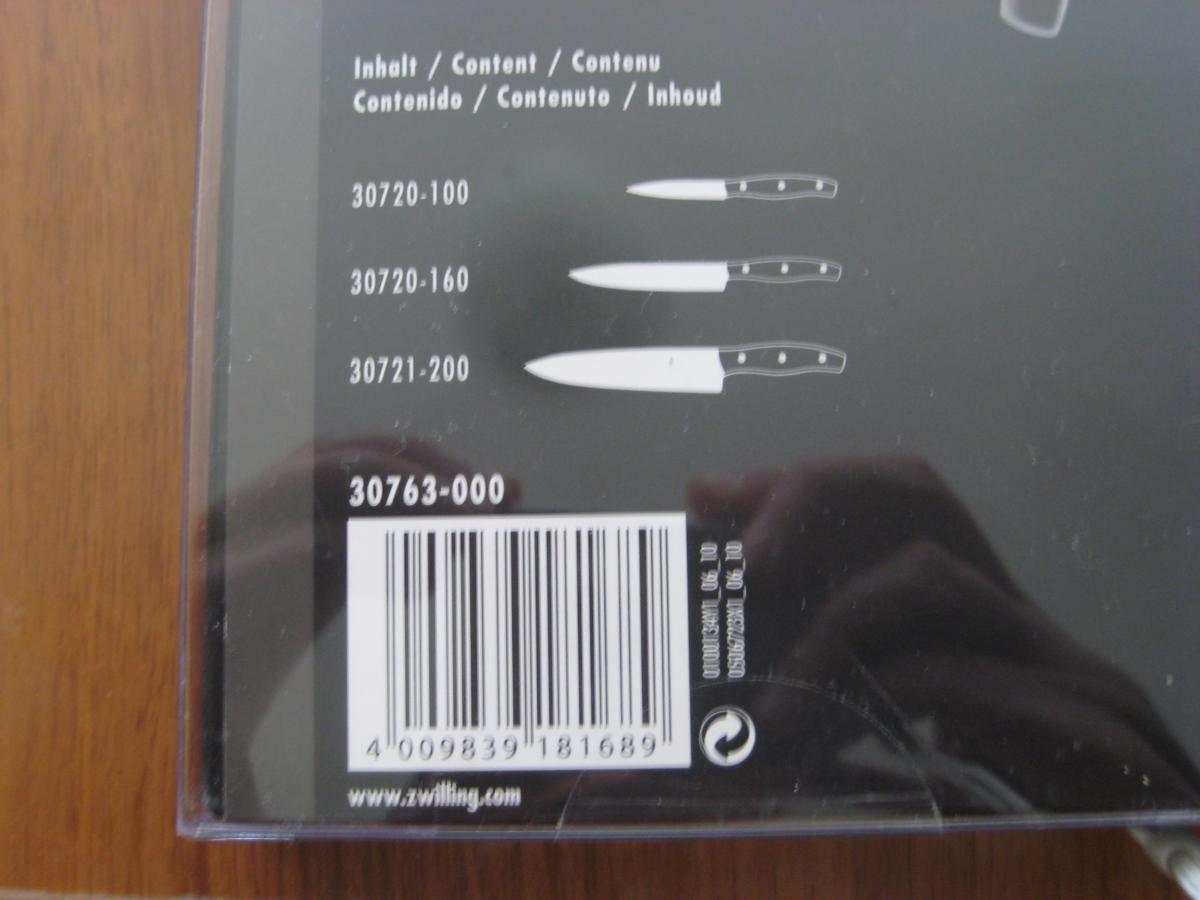 Inhalt / Content / Contenu
Contenido / Contenuto / Inhoud
30720-100
30720-160
30721-200
30763-000
4 009839 181689
www.zwilling.com